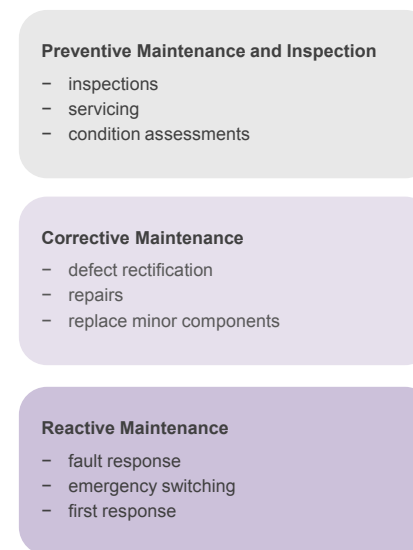 Preventive Maintenance and Inspection
− inspections
− servicing
− condition assessments
Corrective Maintenance
− defect rectification
− repairs
− replace minor components
Reactive Maintenance
− fault response
− emergency switching
− first response